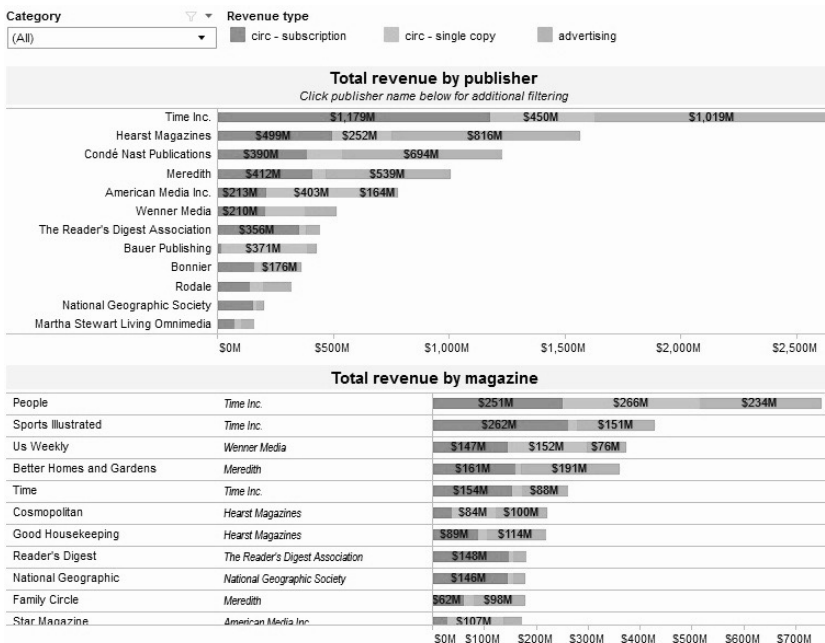 Category
Revenue type
(All)
circ - subscription
circ - single copy
advertising
Total revenue by publisher
Click publisher name below for additional filtering
Time Inc. $1,179M $450M $1,019M
Hearst Magazines $499M $252M $816M
Condé Nast Publications $390M $694M
Meredith $412M $539M
American Media Inc. $213M $403M $164M
Wenner Media $210M
The Reader's Digest Association $356M
Bauer Publishing $371M
Bonnier $176M
Rodale
National Geographic Society
Martha Stewart Living Omnimedia
$0M $500M $1,000M $1,500M $2,000M $2,500M
Total revenue by magazine
People Time Inc. $251M $266M $234M
Sports Illustrated Time Inc. $262M $151M
Us Weekly Wenner Media $147M $152M $76M
Better Homes and Gardens Meredith $161M $191M
Time Time Inc. $154M $88M
Cosmopolitan Hearst Magazines $84M $100M
Good Housekeeping Hearst Magazines $89M $114M
Reader's Digest The Reader's Digest Association $148M
National Geographic National Geographic Society $146M
Family Circle Meredith $62M $98M
Star Magazine American Media Inc. $107M
$0M $100M $200M $300M $400M $500M $600M $700M